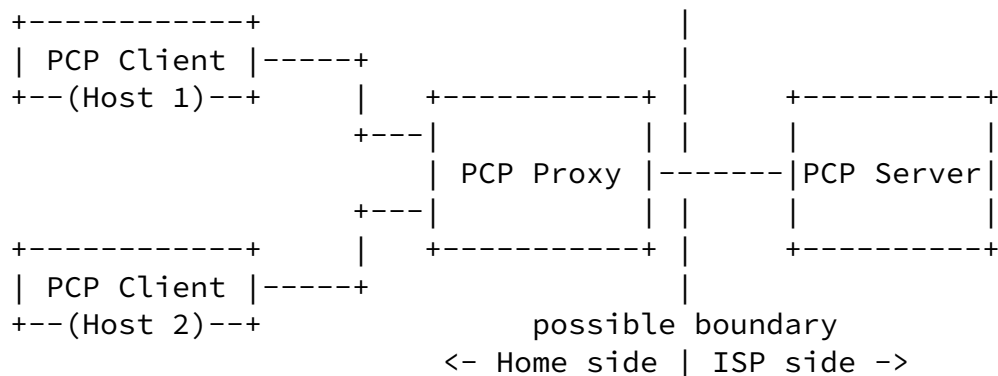 PCP Client
(Host 1)
PCP Proxy
PCP Server
PCP Client
(Host 2)
possible boundary
<- Home side | ISP side ->